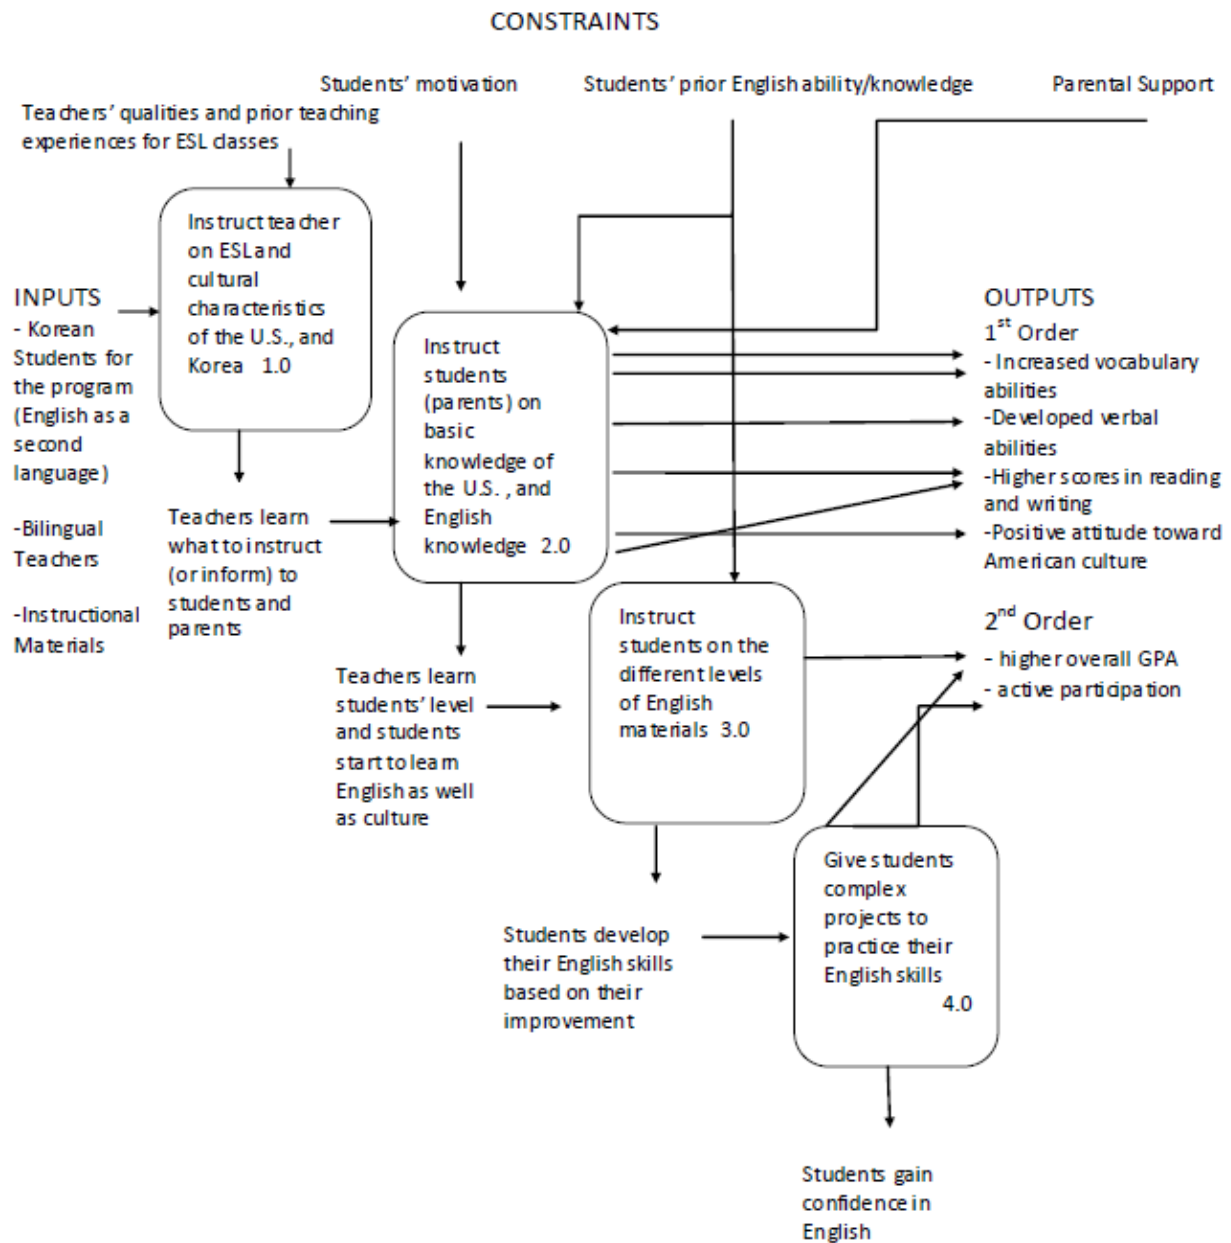 CONSTRAINTS
Students' motivation
Students' prior English ability/knowledge
Parental Support
Teachers' qualities and prior teaching
experiences for ESL classes
Instruct teacher
on ESL and
cultural
characteristics
of the U.S., and
Korea 1.0
INPUTS
- Korean
Students for
the program
(English as a
second
language)
-Bilingual
Teachers
-Instructional
Materials
Teachers learn
what to instruct
(or inform) to
students and
parents
Instruct
students
(parents) on
basic
knowledge of
the U.S. , and
English
knowledge 2.0
OUTPUTS
1st Order
- Increased vocabulary
abilities
-Developed verbal
abilities
-Higher scores in reading
and writing
-Positive attitude toward
American culture
2nd Order
- higher overall GPA
- active participation
Teachers learn
students' level
and students
start to learn
English as well
as culture
Instruct
students on the
different levels
of English
materials 3.0
Students develop
their English skills
based on their
improvement
Give students
complex
projects to
practice their
English skills
4.0
Students gain
confidence in
English